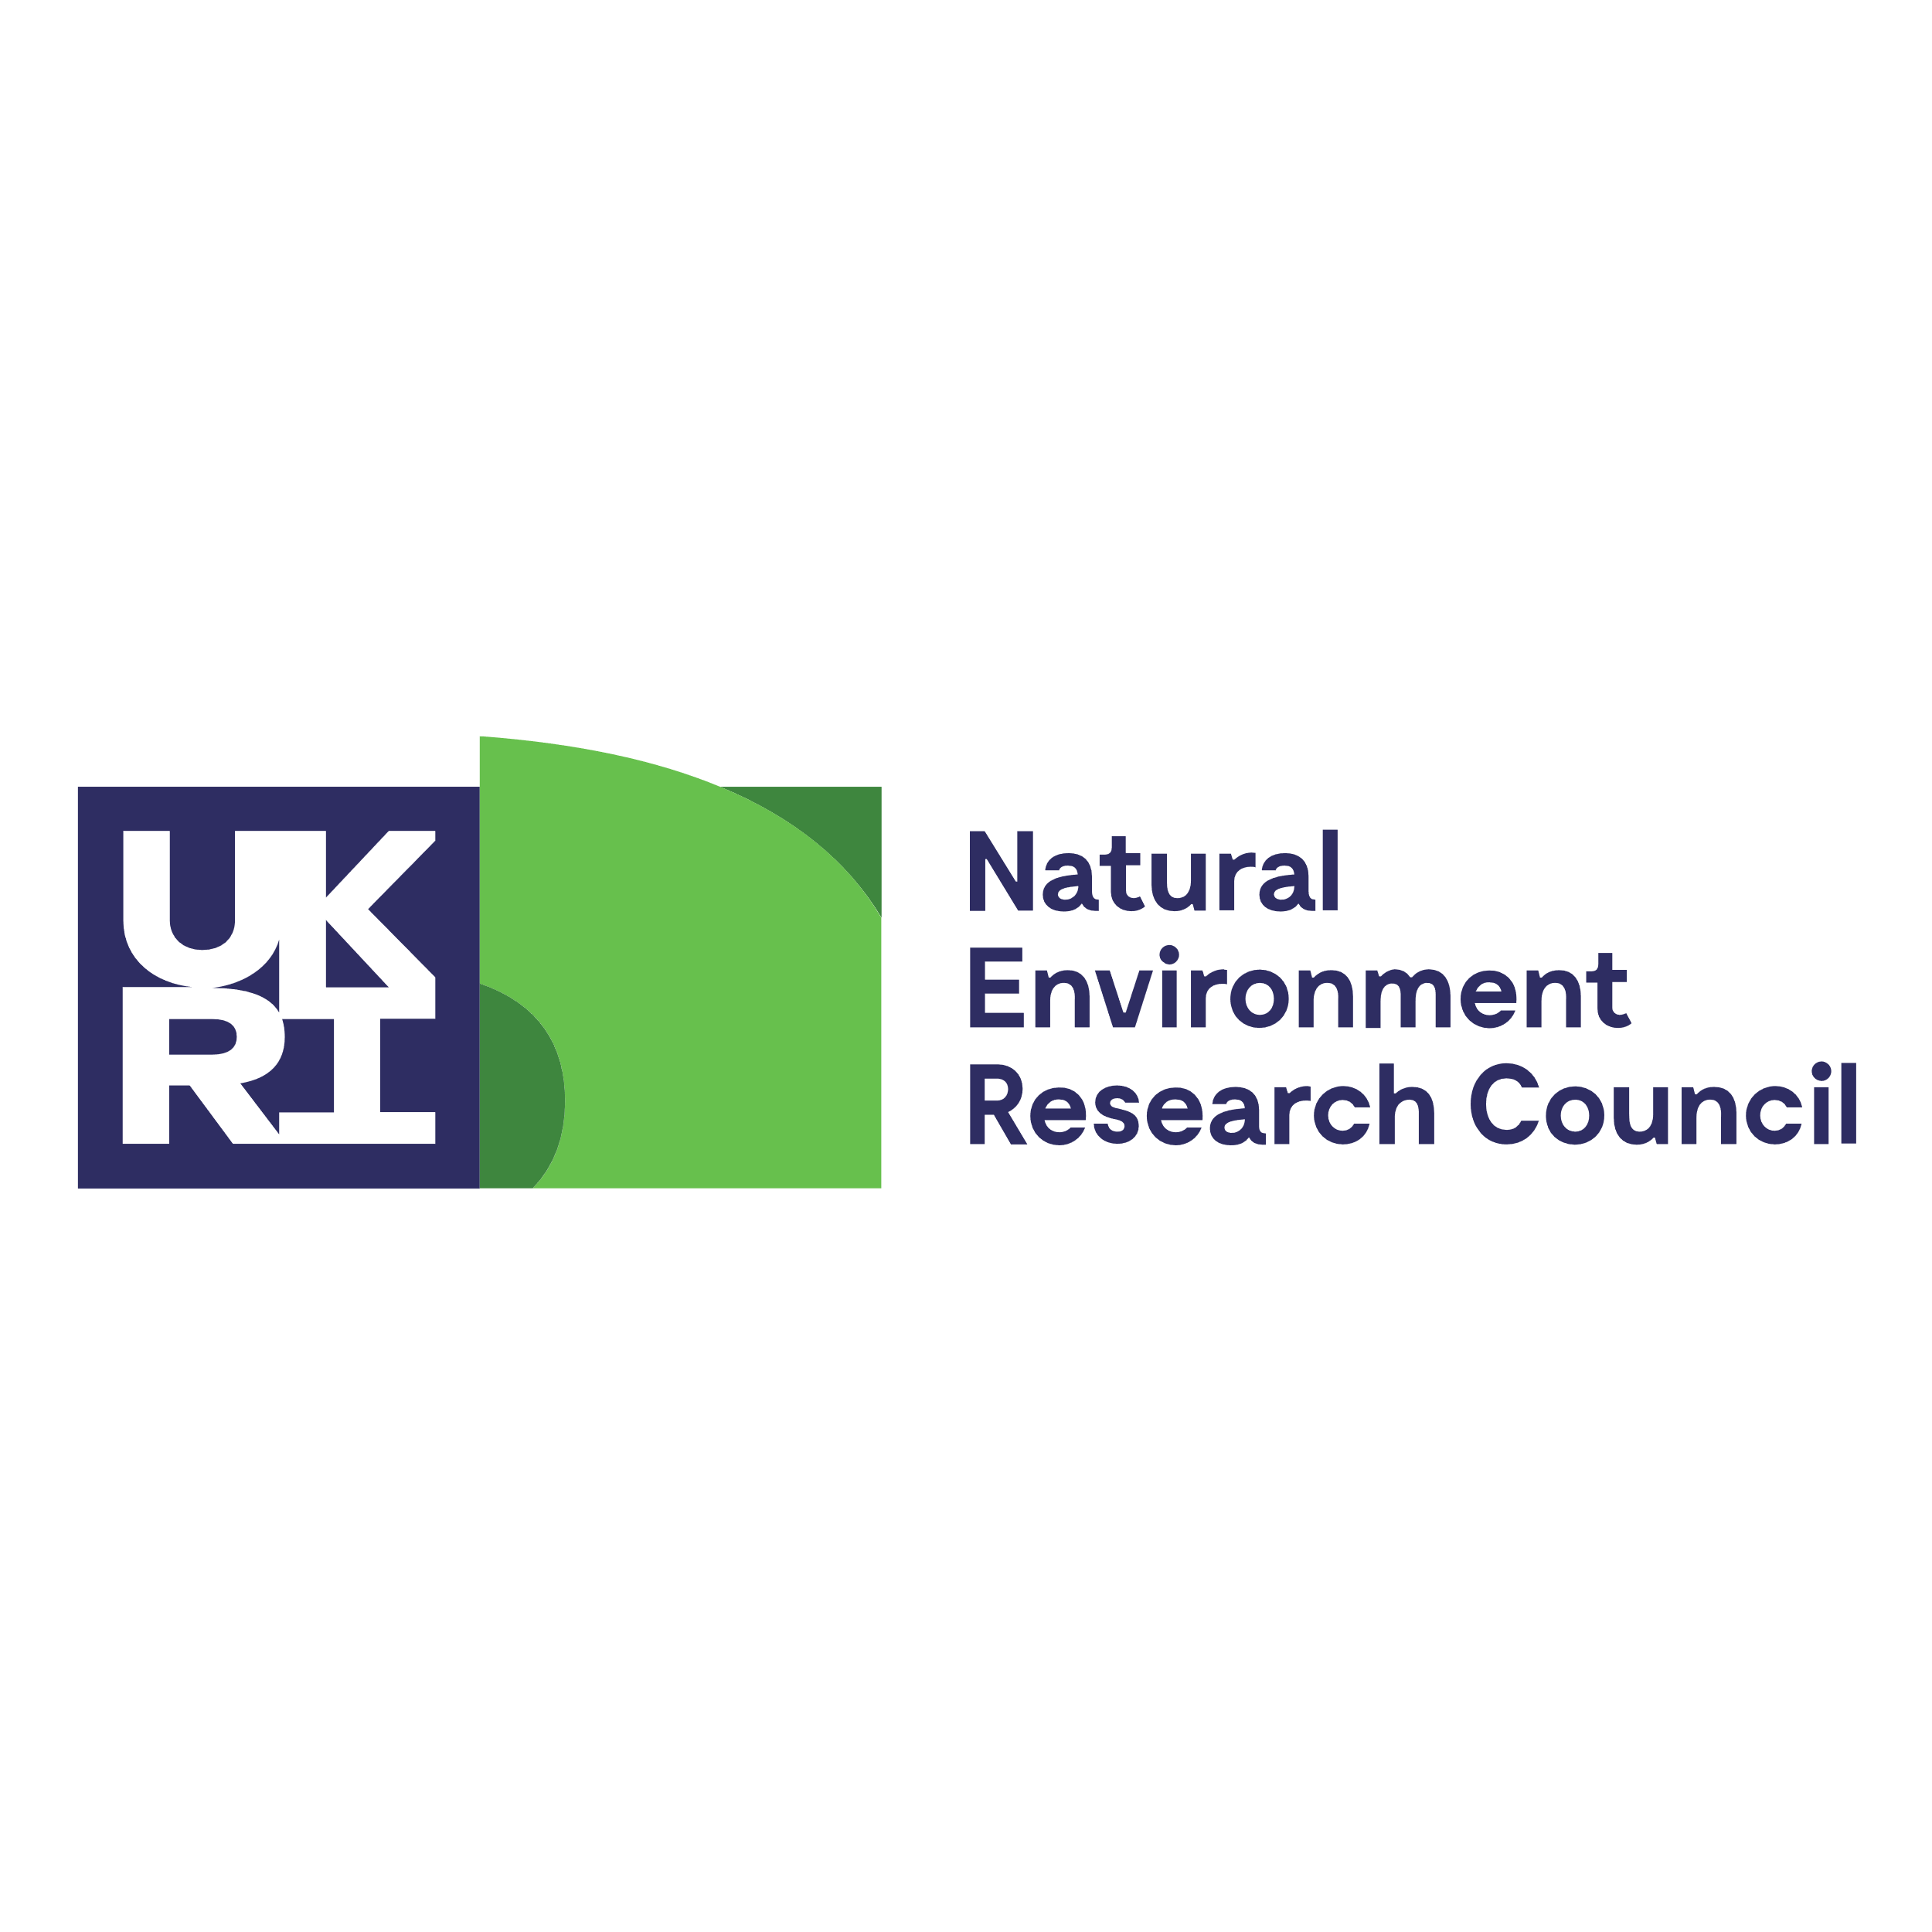 UK
RI
Natural
Environment
Research Council